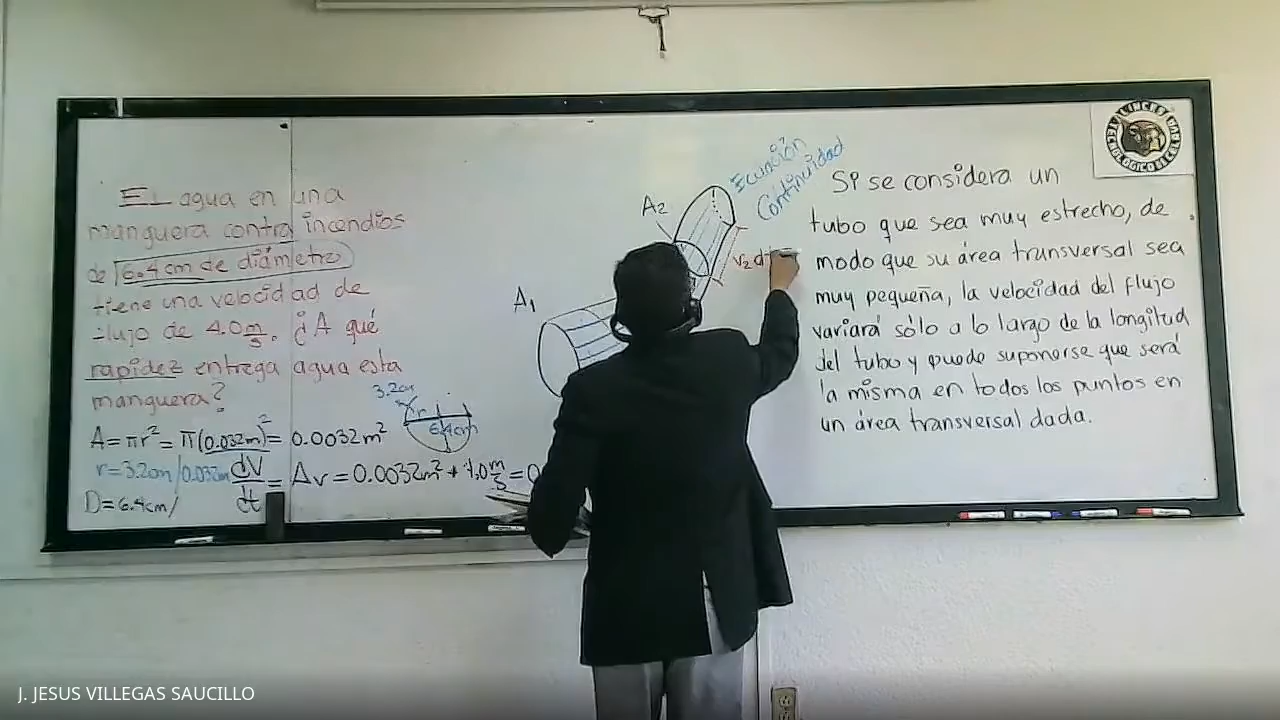 EL agua en una
manguera contra incendios
de 6.4 cm de diámetro
tiene una velocidad de
flujo de 4.0 m/s. ¿A qué
rapidez entrega agua esta
manguera?
3.2cm
r
6.4cm
A = πr² = π(0.032m)² = 0.0032m²
r = 3.2cm/0.032m
dV/dt = Av = 0.0032m² * 4.0 m/s = 0
D = 6.4cm/
A1
A2
Ecuación
Continuidad
v2 dt
Si se considera un
tubo que sea muy estrecho, de
modo que su área transversal sea
muy pequeña, la velocidad del flujo
variará sólo a lo largo de la longitud
del tubo y puede suponerse que será
la misma en todos los puntos en
un área transversal dada.
J. JESUS VILLEGAS SAUCILLO